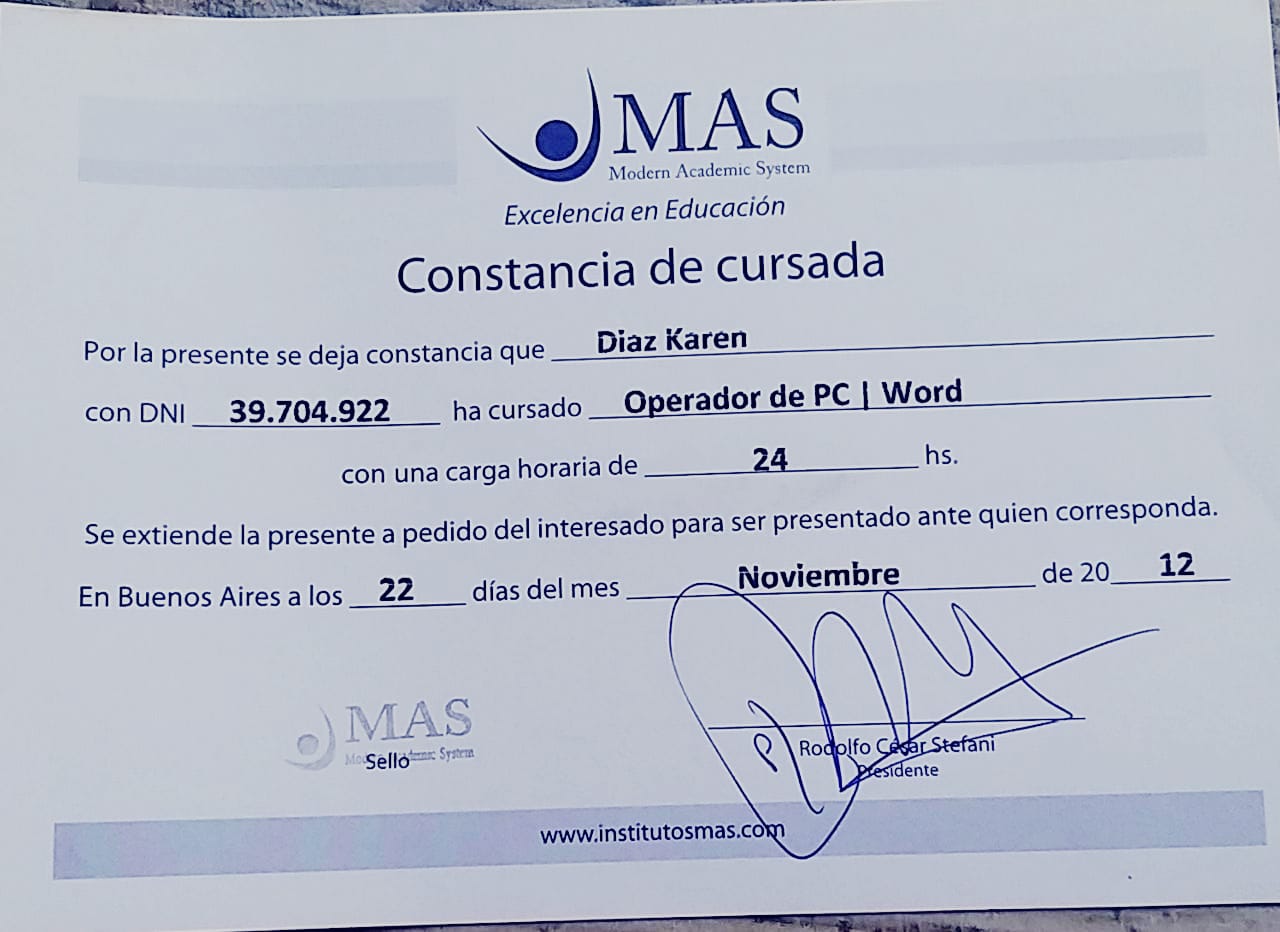 MAS
Modern Academic System
Excelencia en Educación
Constancia de cursada
Por la presente se deja constancia que Diaz Karen
con DNI 39.704.922 ha cursado Operador de PC | Word
con una carga horaria de 24 hs.
Se extiende la presente a pedido del interesado para ser presentado ante quien corresponda.
En Buenos Aires a los 22 días del mes Noviembre de 20 12
MAS
Modern Academic System
Sello
Rodolfo César Stefani
Presidente
www.institutosmas.com